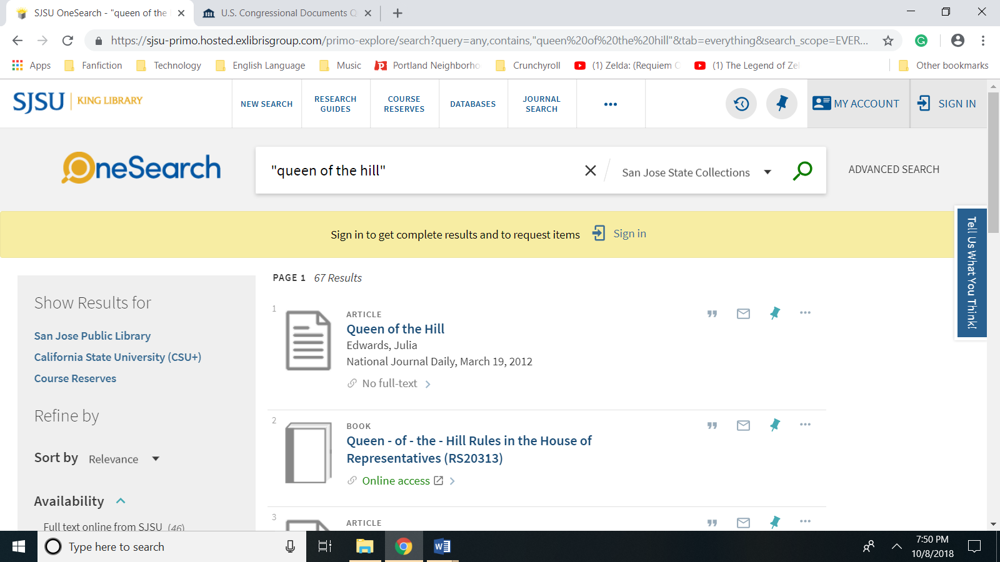 SJSU OneSearch - "queen of the
U.S. Congressional Documents
https://sjsu-primo.hosted.exlibrisgroup.com/primo-explore/search?query=any,contains,"queen%20of%20the%20hill"&tab=everything&search_scope=EVER...
Apps Fanfiction Technology English Language Music Portland Neighborho Crunchyroll (1) Zelda: (Requiem (1) The Legend of Zel Other bookmarks
SJSU KING LIBRARY
NEW SEARCH
RESEARCH GUIDES
COURSE RESERVES
DATABASES
JOURNAL SEARCH
MY ACCOUNT
SIGN IN
OneSearch
"queen of the hill"
San Jose State Collections
ADVANCED SEARCH
Sign in to get complete results and to request items Sign in
Tell Us What You Think!
PAGE 1 67 Results
Show Results for
San Jose Public Library
California State University (CSU+)
Course Reserves
Refine by
Sort by Relevance
Availability
Full text online from SJSU (46)
1
ARTICLE
Queen of the Hill
Edwards, Julia
National Journal Daily, March 19, 2012
No full-text
2
BOOK
Queen - of - the - Hill Rules in the House of
Representatives (RS20313)
Online access
3
ARTICLE
Type here to search
7:50 PM
10/8/2018